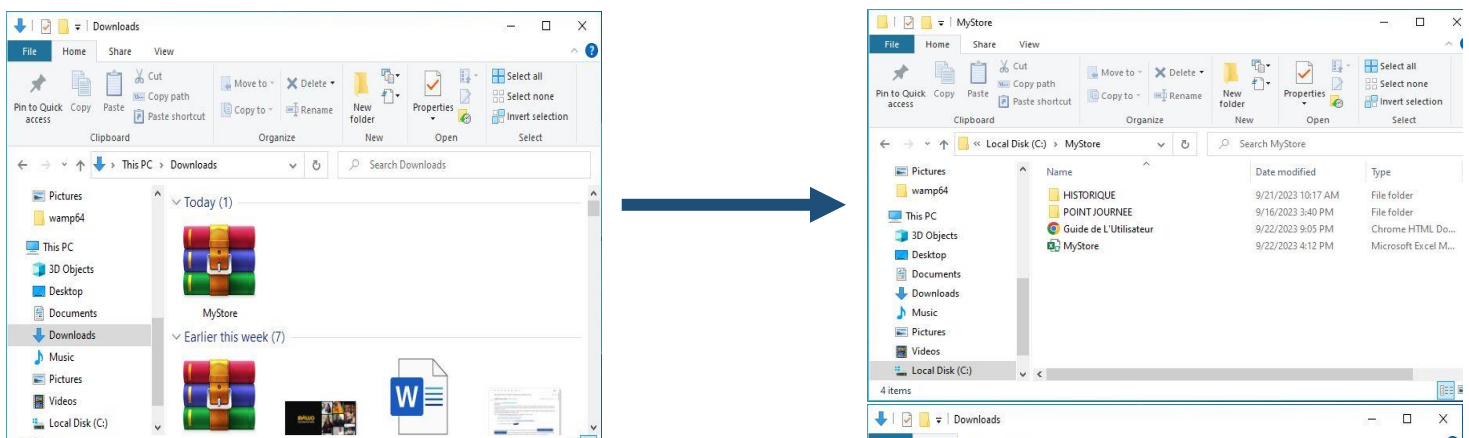 Downloads
File Home Share View
Pin to Quick access
Copy
Paste
Cut
Copy path
Paste shortcut
Clipboard
Move to
Copy to
Delete
Rename
Organize
New folder
New
Properties
Open
Select all
Select none
Invert selection
Select
This PC > Downloads
Search Downloads
Pictures
wamp64
This PC
3D Objects
Desktop
Documents
Downloads
Music
Pictures
Videos
Local Disk (C:)
Today (1)
MyStore
Earlier this week (7)
W
MyStore
File Home Share View
Pin to Quick access
Copy
Paste
Cut
Copy path
Paste shortcut
Clipboard
Move to
Copy to
Delete
Rename
Organize
New folder
New
Properties
Open
Select all
Select none
Invert selection
Select
« Local Disk (C:) > MyStore
Search MyStore
Pictures
wamp64
This PC
3D Objects
Desktop
Documents
Downloads
Music
Pictures
Videos
Local Disk (C:)
Name Date modified Type
HISTORIQUE 9/21/2023 10:17 AM File folder
POINT JOURNEE 9/16/2023 3:40 PM File folder
Guide de L'Utilisateur 9/22/2023 9:05 PM Chrome HTML Do...
MyStore 9/22/2023 4:12 PM Microsoft Excel M...
4 items
Downloads